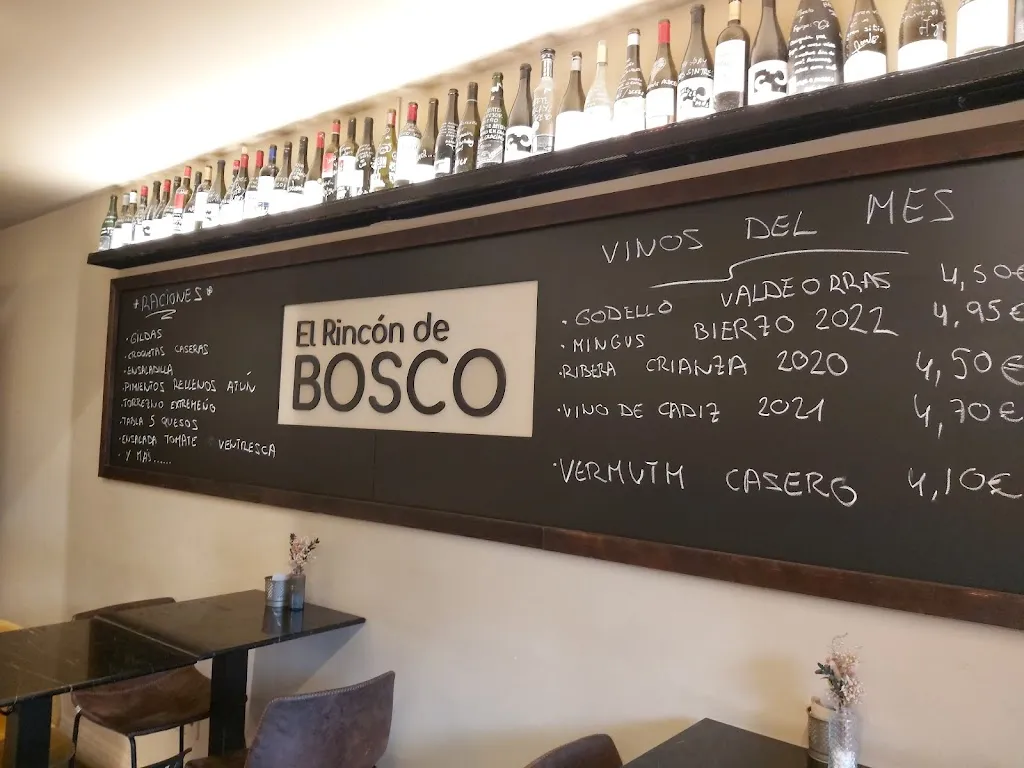 *RACIONES*
·GILDAS
·CROQUETAS CASERAS
·ENSALADILLA
·PIMIENTOS RELLENOS ATÚN
·TORREZNO EXTREMEÑO
·TABLA 5 QUESOS
·ENSALADA TOMATE VENTRESCA
·Y MÁS......
El Rincón de
BOSCO
VINOS DEL MES
·GODELLO VALDEORRAS 4,50€
·MINGUS BIERZO 2022 4,95€
·RIBERA CRIANZA 2020 4,50€
·VINO DE CADIZ 2021 4,70€
·VERMUTH CASERO 4,10€